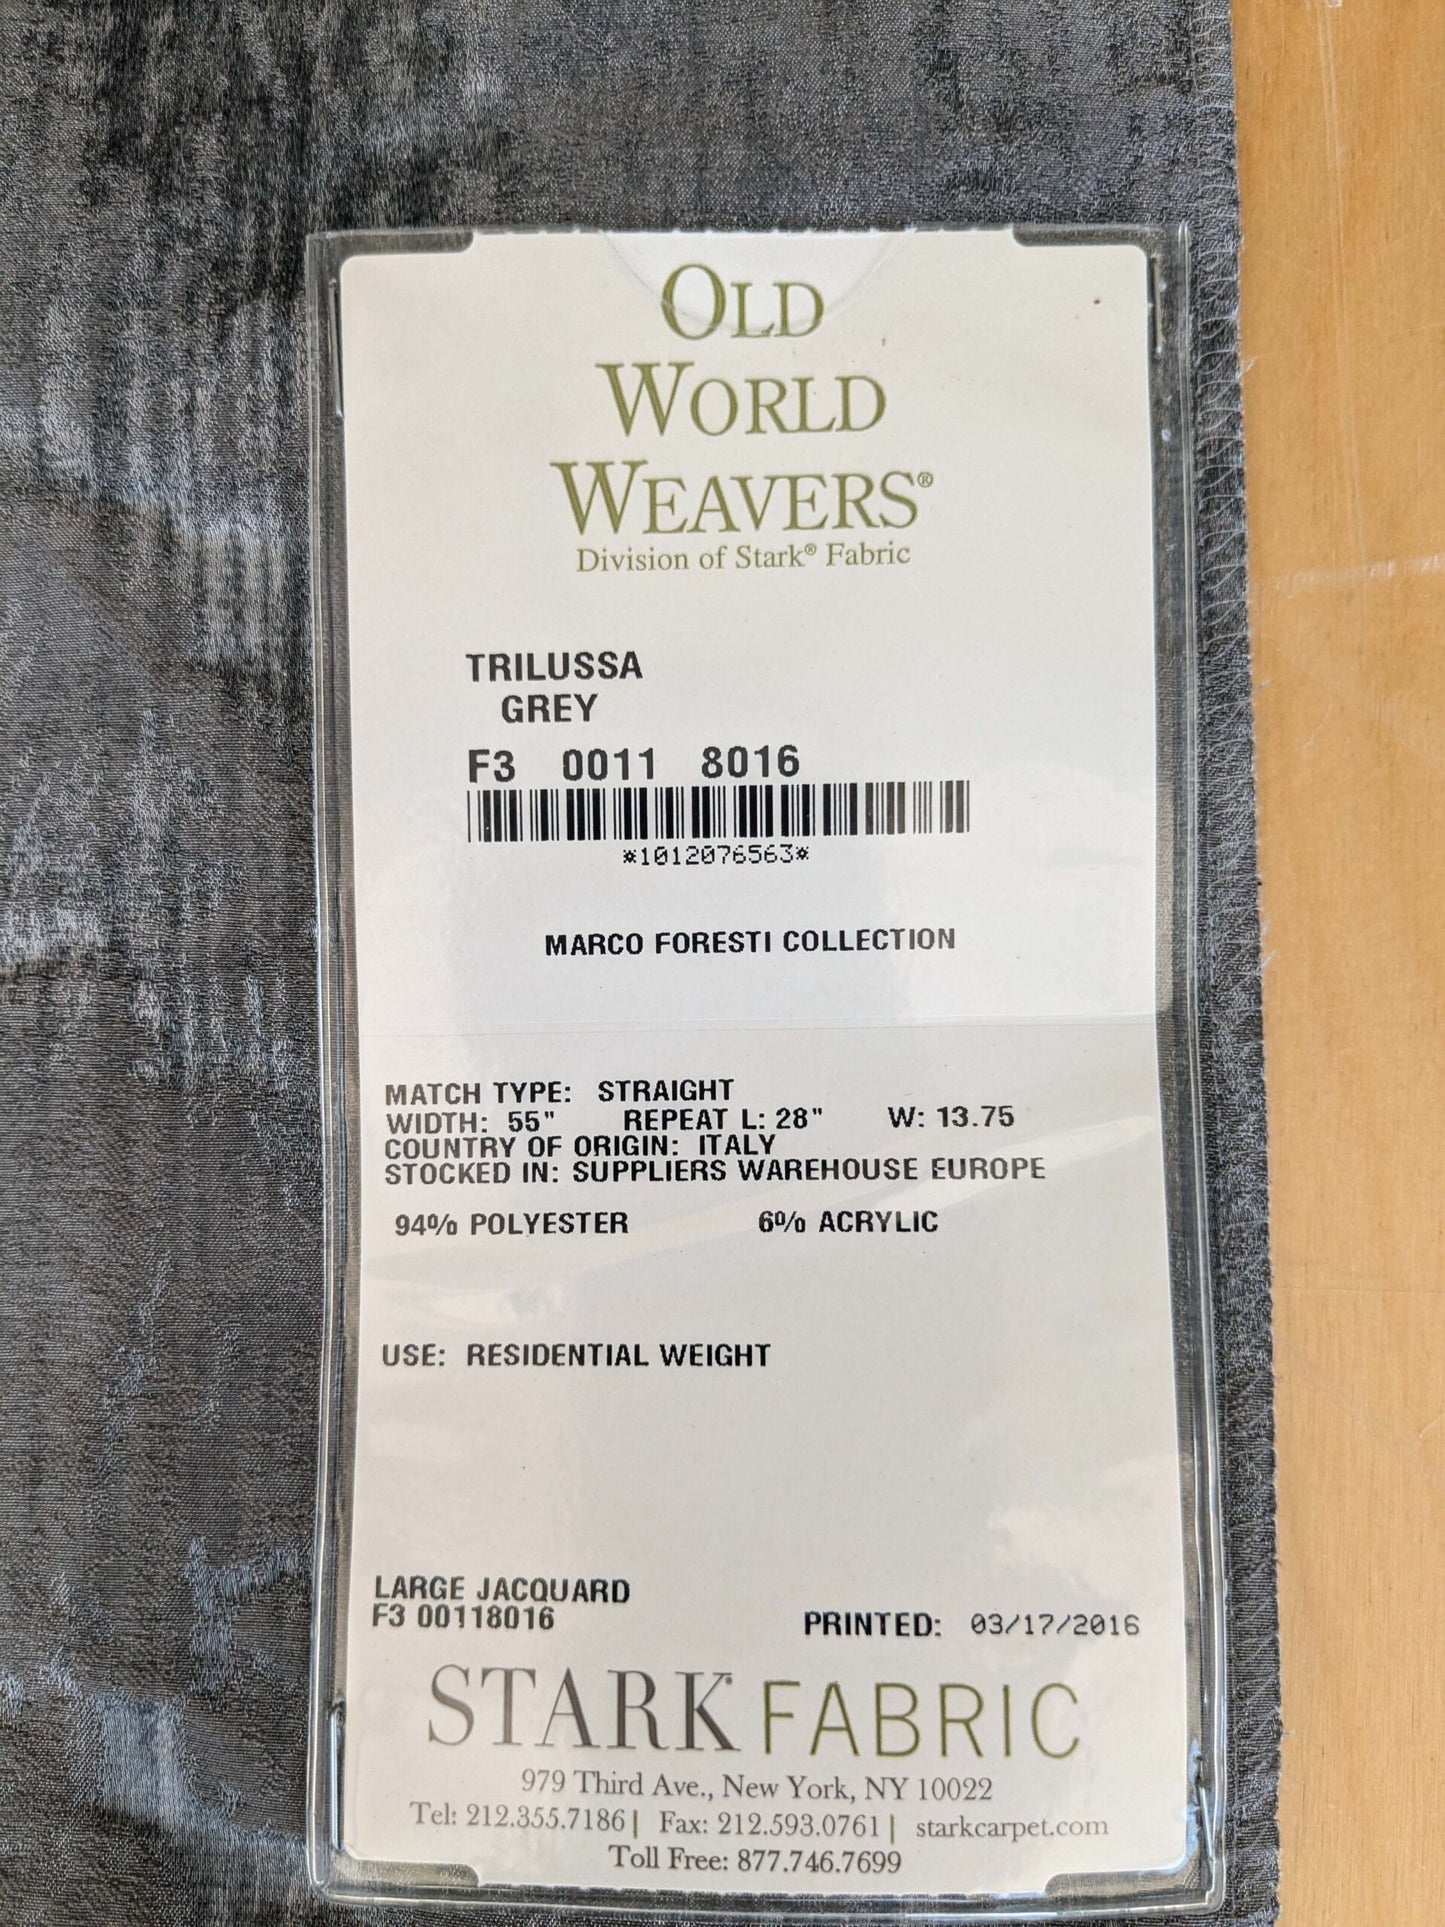 OLD
WORLD
WEAVERS®
Division of Stark® Fabric
TRILUSSA
GREY
F3 0011 8016
*1012076563*
MARCO FORESTI COLLECTION
MATCH TYPE: STRAIGHT
WIDTH: 55" REPEAT L: 28" W: 13.75
COUNTRY OF ORIGIN: ITALY
STOCKED IN: SUPPLIERS WAREHOUSE EUROPE
94% POLYESTER 6% ACRYLIC
USE: RESIDENTIAL WEIGHT
LARGE JACQUARD
F3 00118016 PRINTED: 03/17/2016
STARK® FABRIC
979 Third Ave., New York, NY 10022
Tel: 212.355.7186 | Fax: 212.593.0761 | starkcarpet.com
Toll Free: 877.746.7699